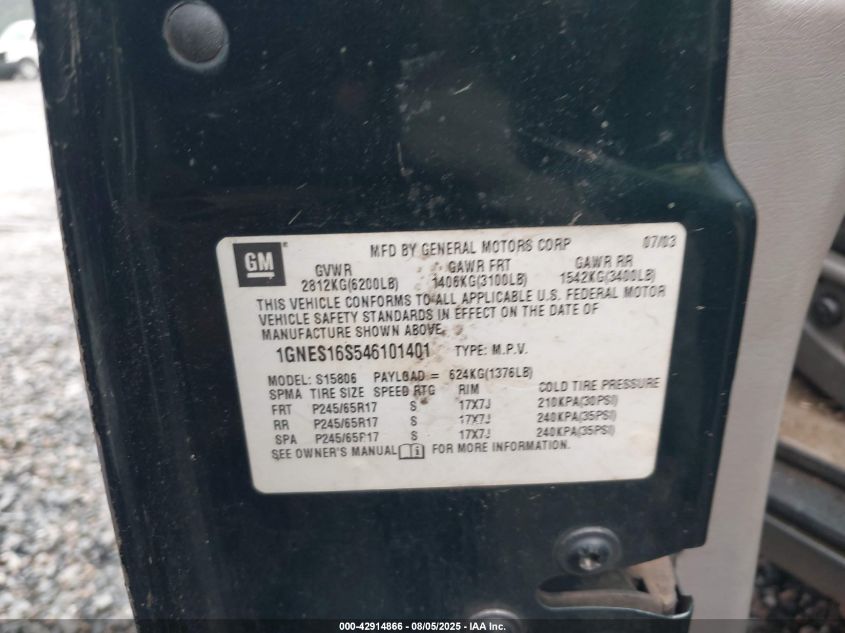 GM MFD BY GENERAL MOTORS CORP 07/03
GVWR GAWR FRT GAWR RR
2812KG(6200LB) 1406KG(3100LB) 1542KG(3400LB)
THIS VEHICLE CONFORMS TO ALL APPLICABLE U.S. FEDERAL MOTOR
VEHICLE SAFETY STANDARDS IN EFFECT ON THE DATE OF
MANUFACTURE SHOWN ABOVE.
1GNES16S546101401 TYPE: M.P.V.
MODEL: S15806 PAYLOAD = 624KG(1376LB)
SPMA TIRE SIZE SPEED RTG RIM COLD TIRE PRESSURE
FRT P245/65R17 S 17X7J 210KPA(30PSI)
RR P245/65R17 S 17X7J 240KPA(35PSI)
SPA P245/65R17 S 17X7J 240KPA(35PSI)
SEE OWNER'S MANUAL FOR MORE INFORMATION.
000-42914866 - 08/05/2025 - IAA Inc.